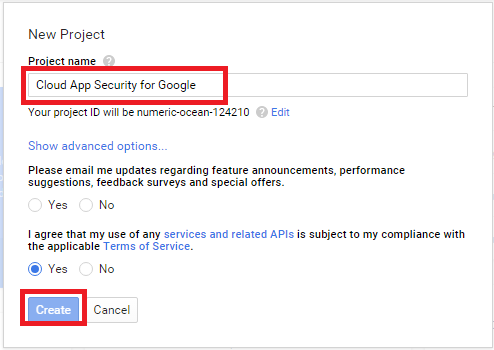 New Project
Project name ?
Cloud App Security for Google
Your project ID will be numeric-ocean-124210 ? Edit
Show advanced options...
Please email me updates regarding feature announcements, performance
suggestions, feedback surveys and special offers.
Yes No
I agree that my use of any services and related APIs is subject to my compliance with
the applicable Terms of Service.
Yes No
Create Cancel